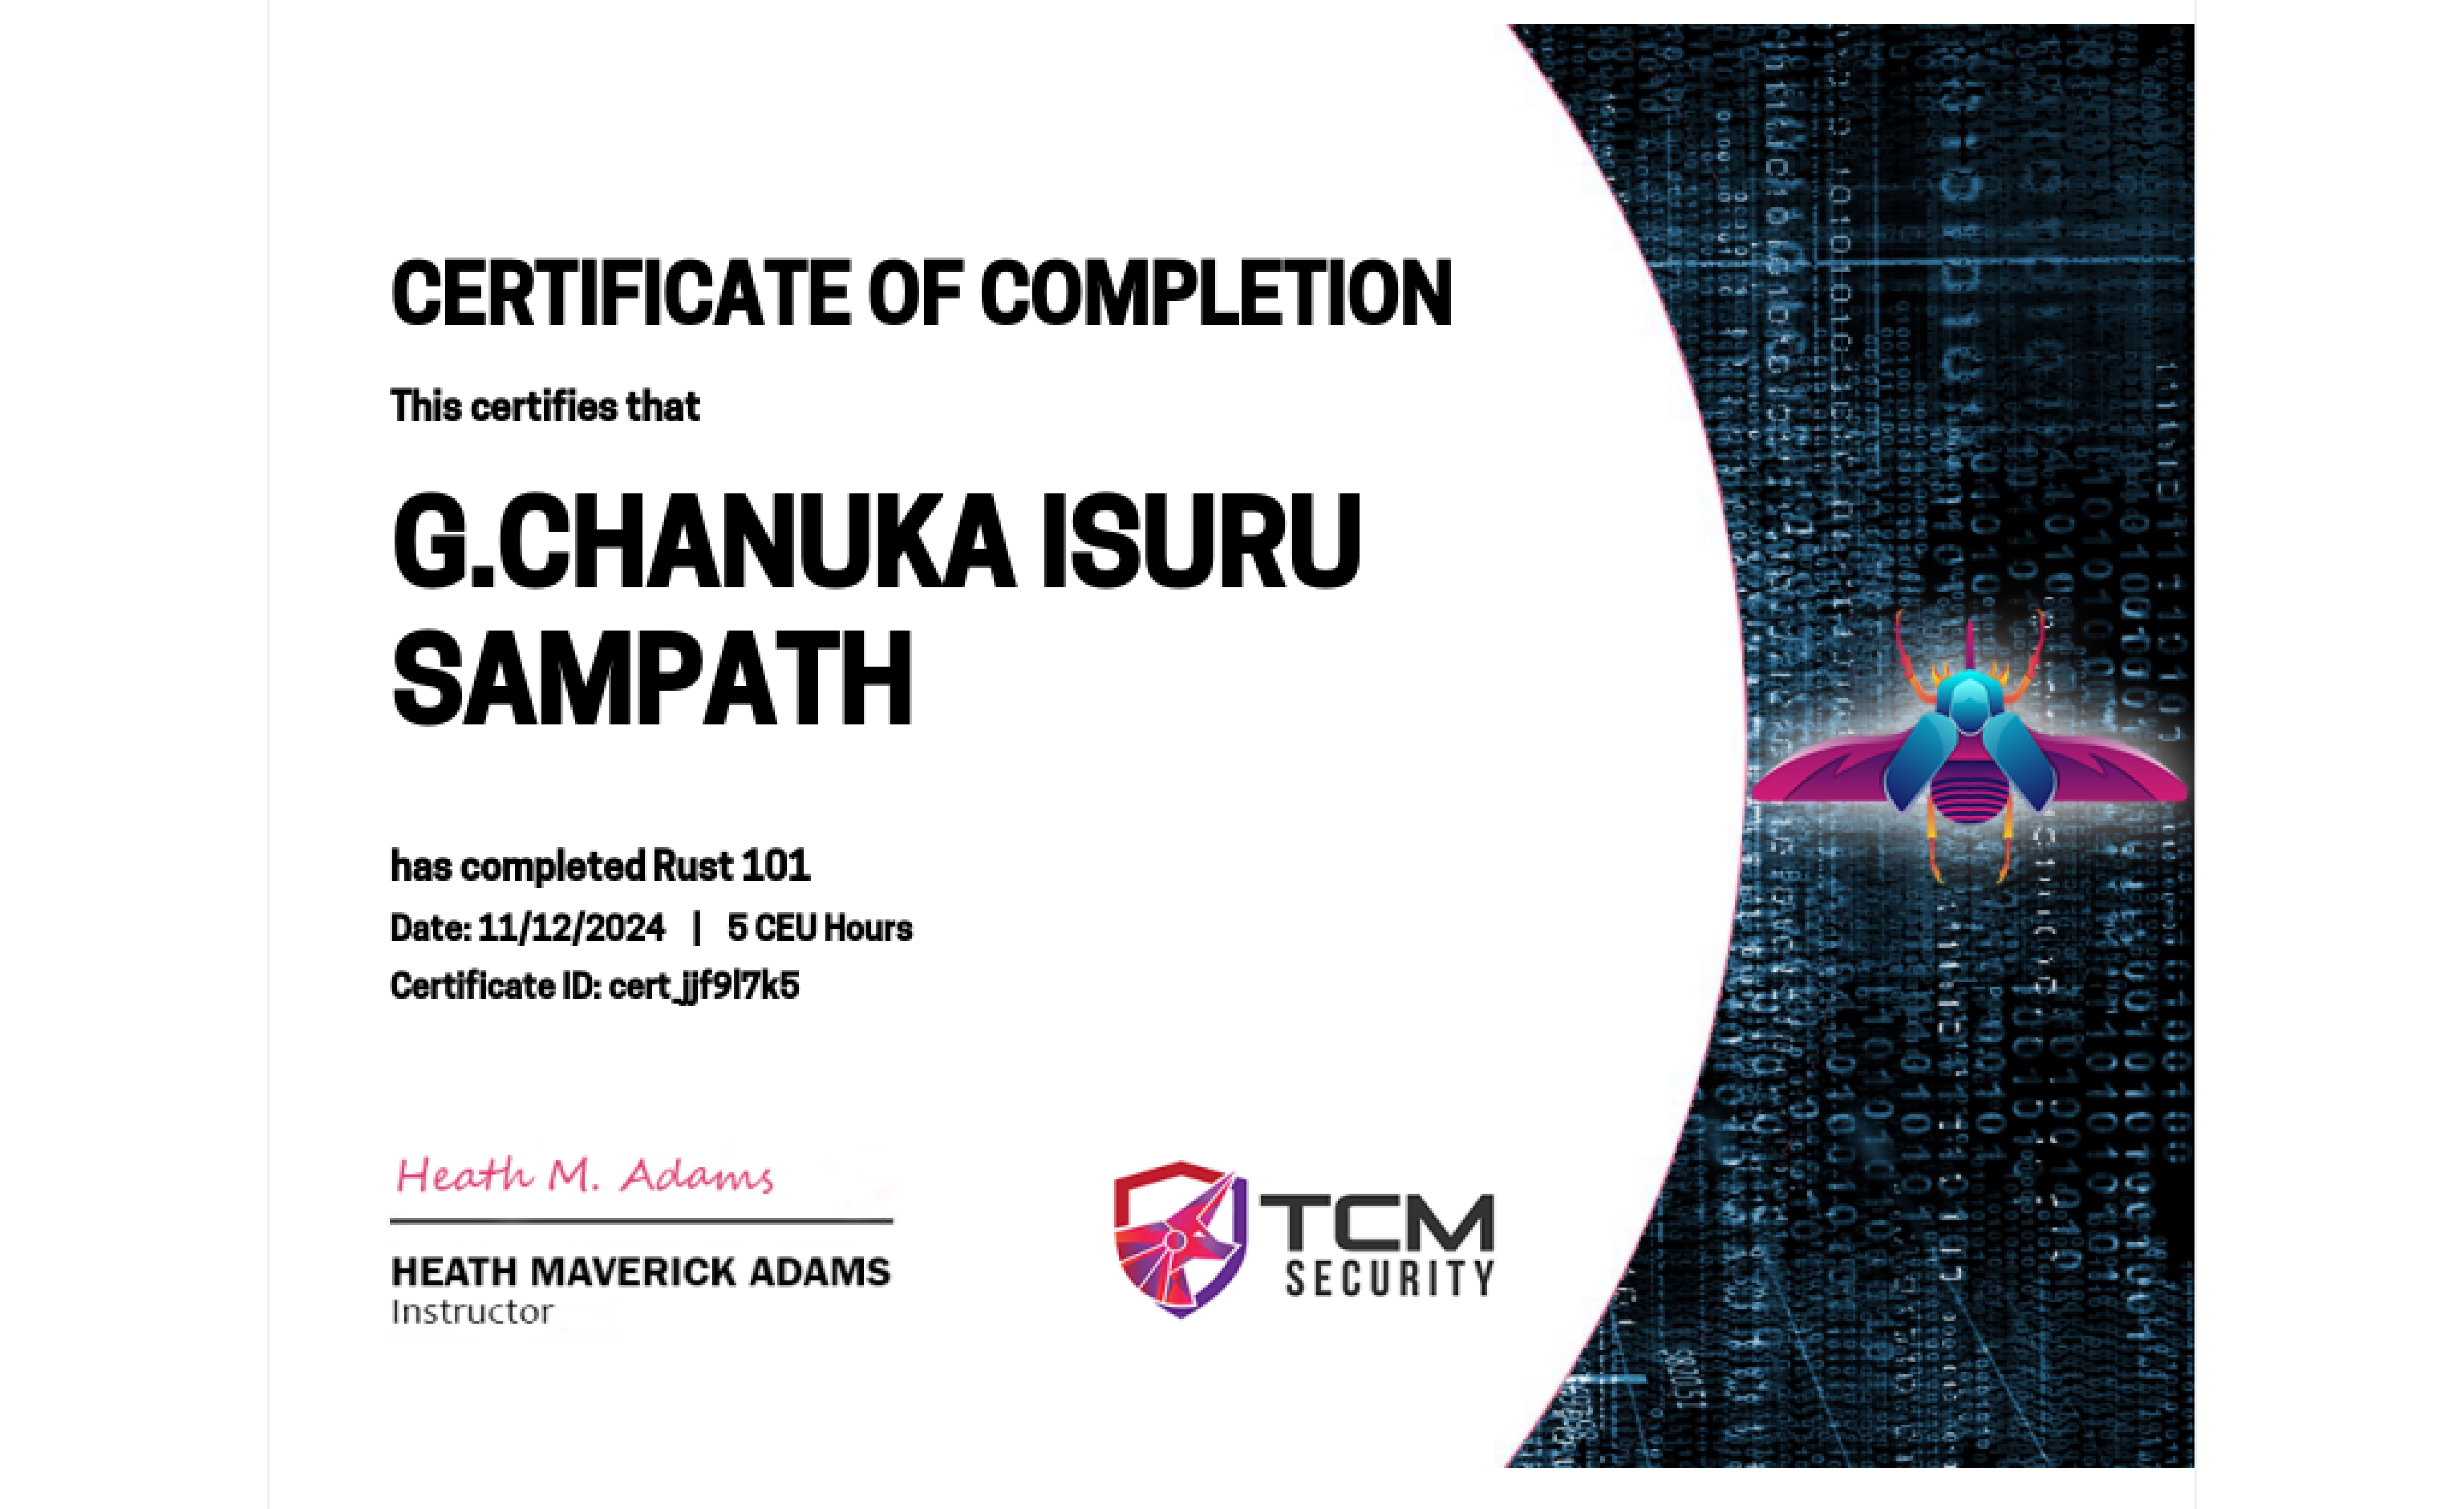 CERTIFICATE OF COMPLETION
This certifies that
G.CHANUKA ISURU
SAMPATH
has completed Rust 101
Date: 11/12/2024 | 5 CEU Hours
Certificate ID: cert_jjf9l7k5
Heath M. Adams
HEATH MAVERICK ADAMS
Instructor
TCM
SECURITY